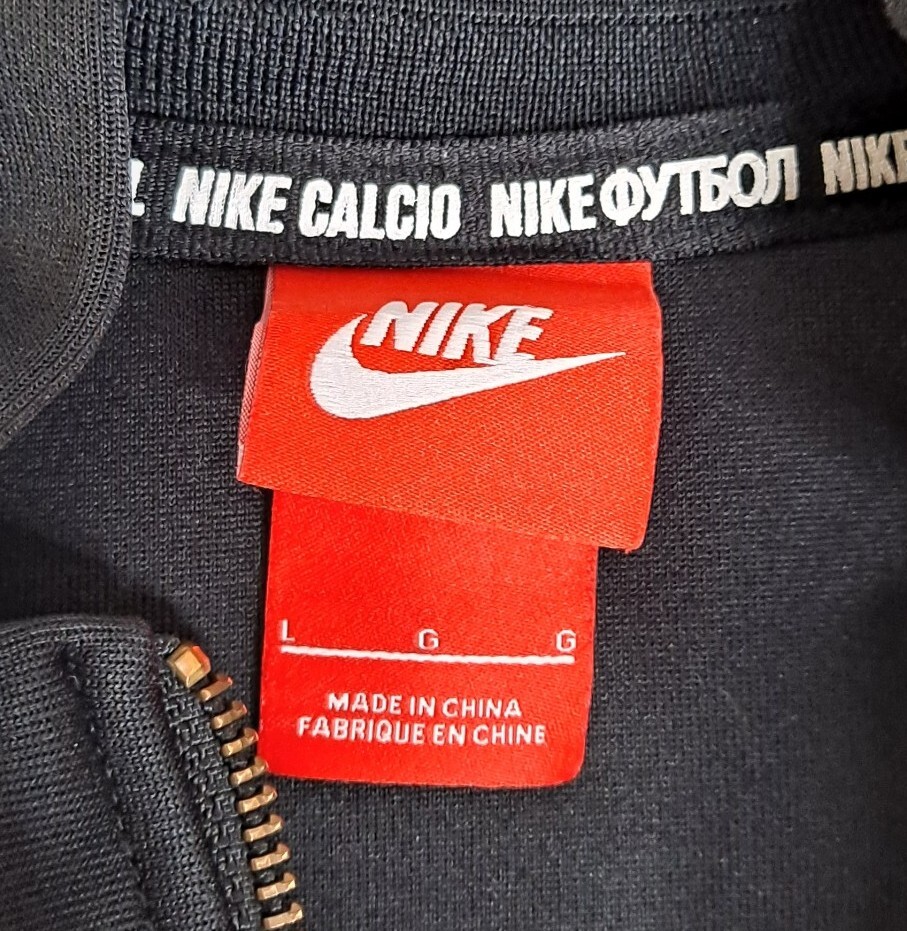 NIKE CALCIO NIKE ФУТБОЛ NIKE
NIKE
L G G
MADE IN CHINA
FABRIQUE EN CHINE